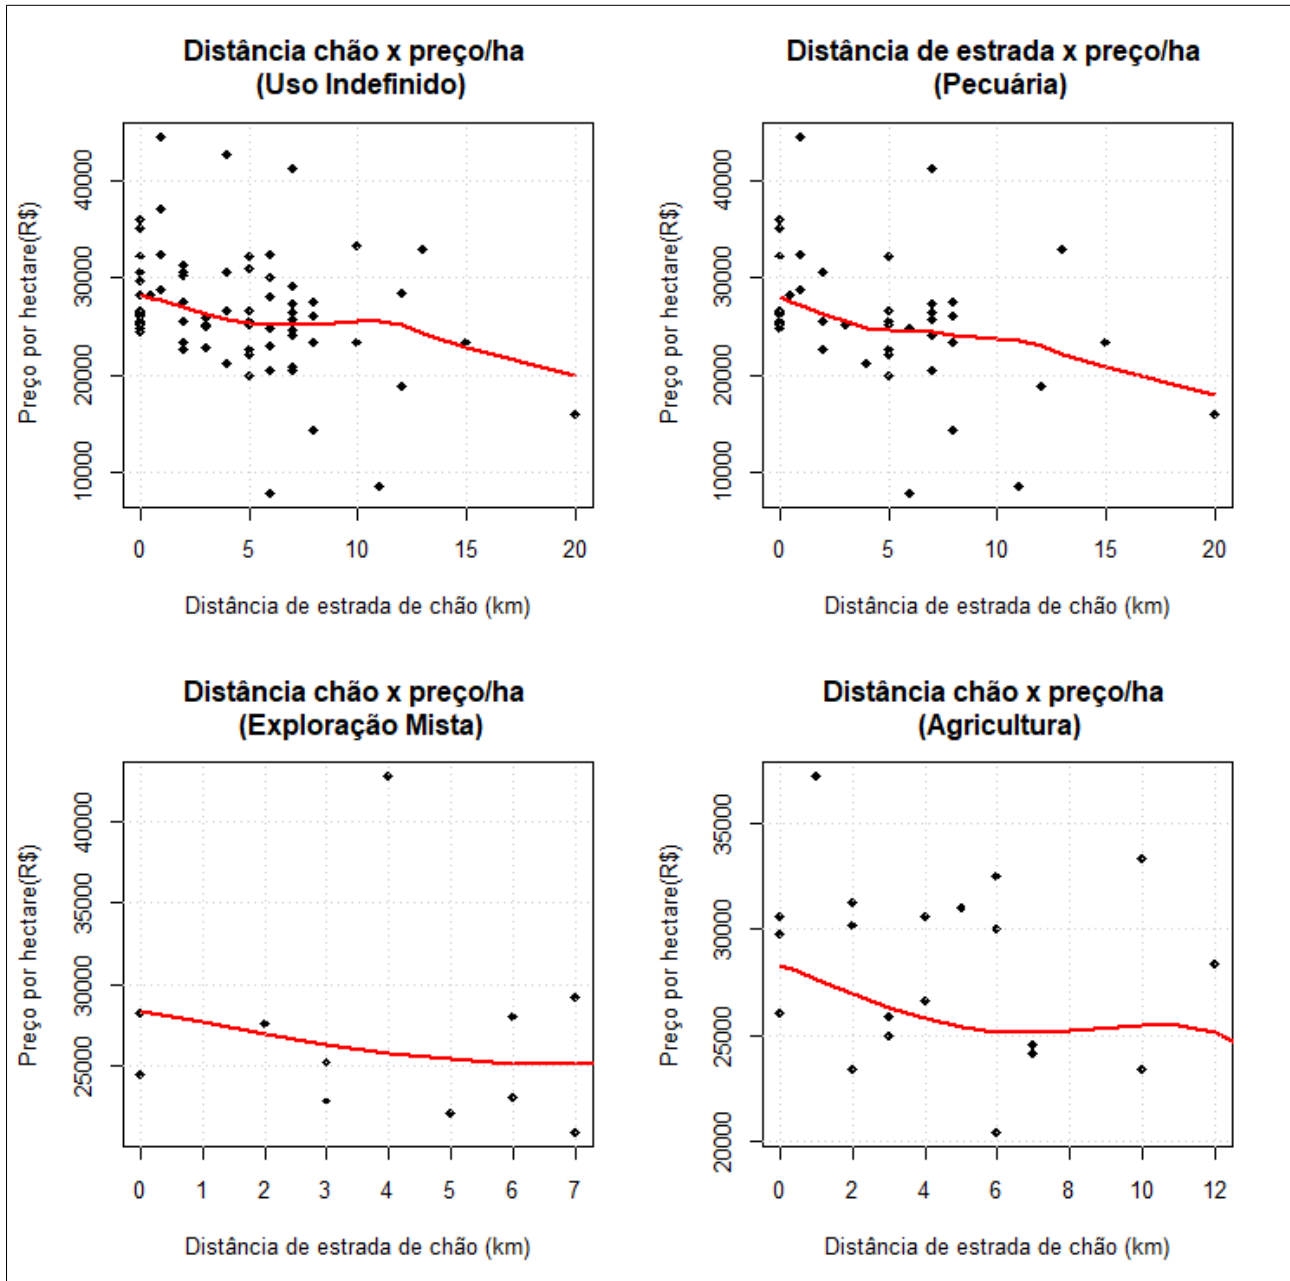 Distância chão x preço/ha
(Uso Indefinido)
Preço por hectare(R$)
40000
30000
20000
10000
0 5 10 15 20
Distância de estrada de chão (km)
Distância de estrada x preço/ha
(Pecuária)
Preço por hectare(R$)
40000
30000
20000
10000
0 5 10 15 20
Distância de estrada de chão (km)
Distância chão x preço/ha
(Exploração Mista)
Preço por hectare(R$)
40000
35000
30000
25000
0 1 2 3 4 5 6 7
Distância de estrada de chão (km)
Distância chão x preço/ha
(Agricultura)
Preço por hectare(R$)
35000
30000
25000
20000
0 2 4 6 8 10 12
Distância de estrada de chão (km)